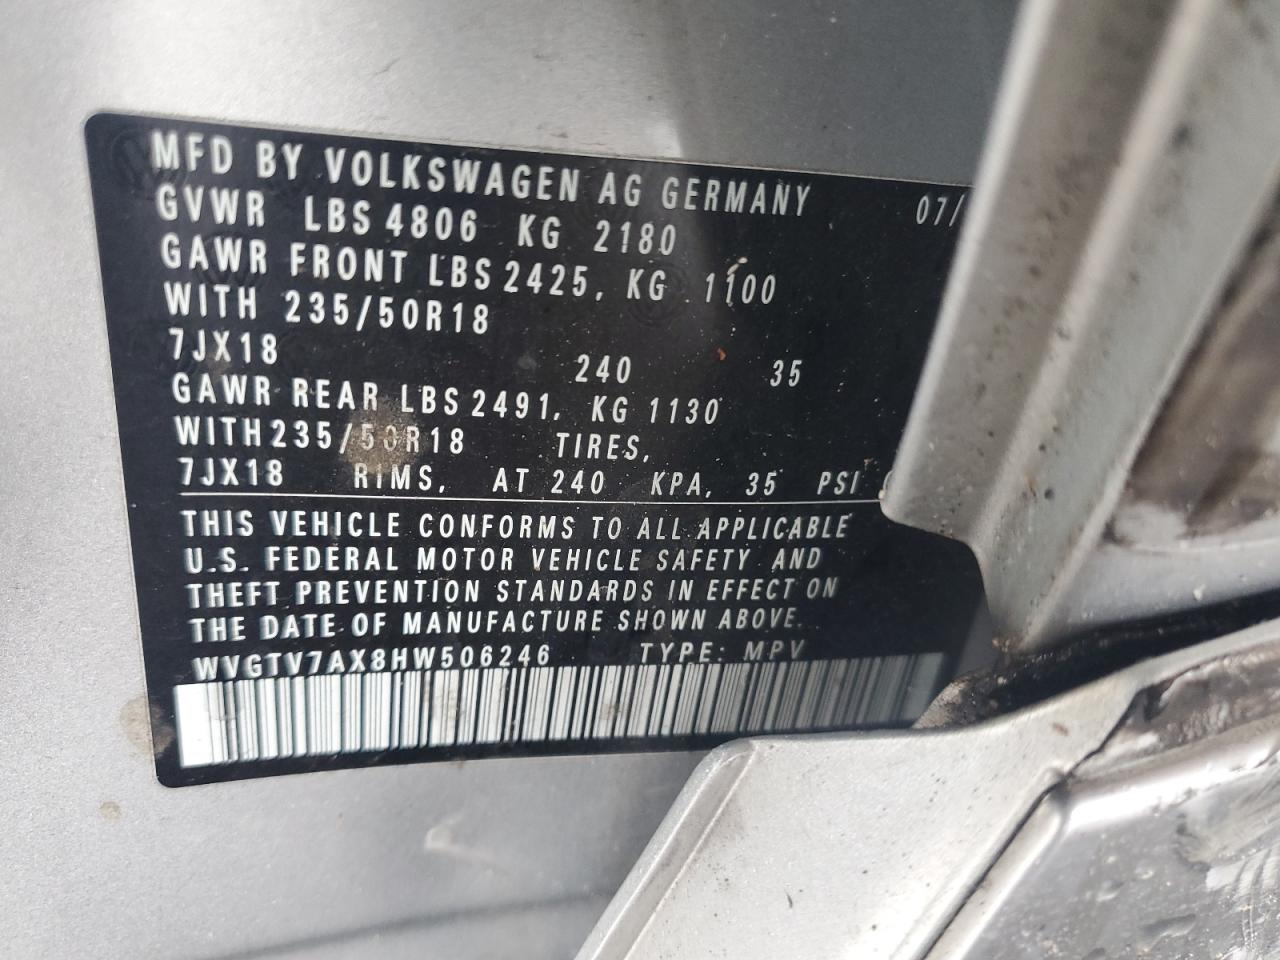 MFD BY VOLKSWAGEN AG GERMANY 07/
GVWR LBS 4806 KG 2180
GAWR FRONT LBS 2425, KG 1100
WITH 235/50R18
7JX18 240 35
GAWR REAR LBS 2491, KG 1130
WITH 235/50R18 TIRES,
7JX18 RIMS, AT 240 KPA, 35 PSI
THIS VEHICLE CONFORMS TO ALL APPLICABLE
U.S. FEDERAL MOTOR VEHICLE SAFETY AND
THEFT PREVENTION STANDARDS IN EFFECT ON
THE DATE OF MANUFACTURE SHOWN ABOVE.
WVGTV7AX8HW506246 TYPE: MPV